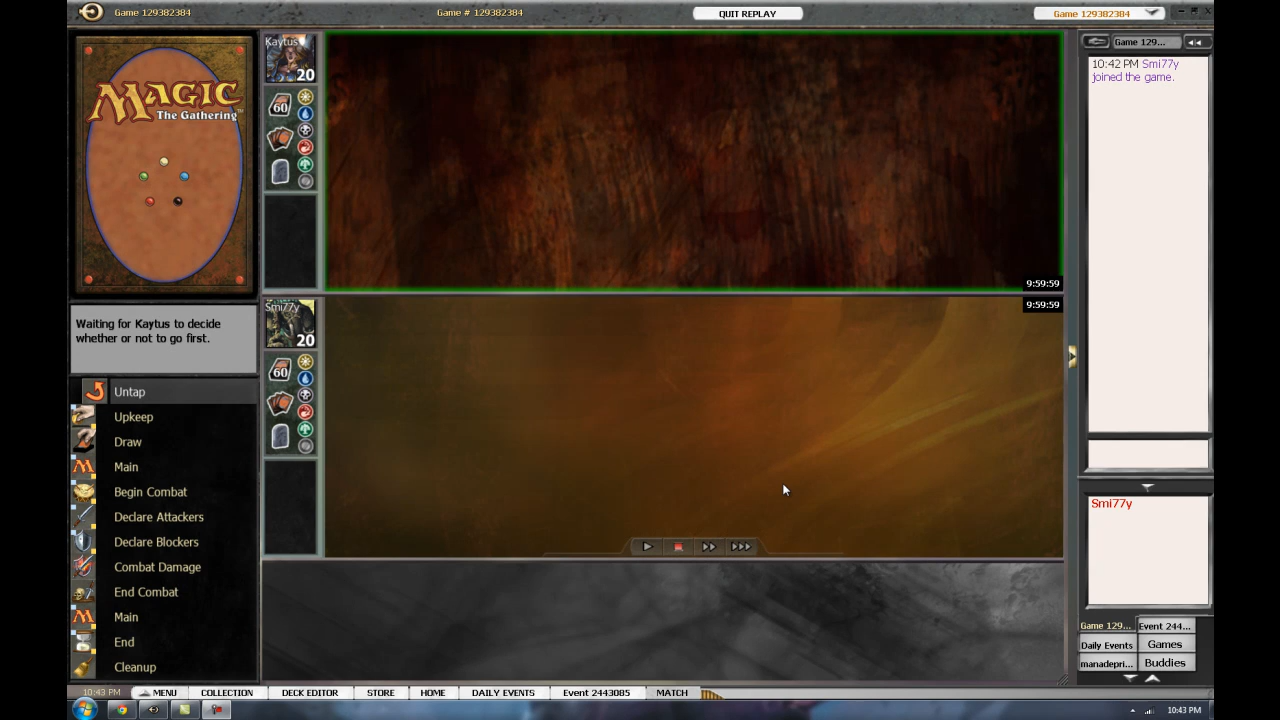 Game 129382384
Game # 129382384
QUIT REPLAY
Game 129382384
MAGIC
The Gathering
Kaytus
20
60
9:59:59
Game 129...
10:42 PM Smi77y
joined the game.
Waiting for Kaytus to decide
whether or not to go first.
Smi77y
20
60
9:59:59
Untap
Upkeep
Draw
Main
Begin Combat
Declare Attackers
Declare Blockers
Combat Damage
End Combat
Main
End
Cleanup
Smi77y
Game 129...
Event 244...
Daily Events
Games
manadepri...
Buddies
10:43 PM
MENU
COLLECTION
DECK EDITOR
STORE
HOME
DAILY EVENTS
Event 2443085
MATCH
10:43 PM